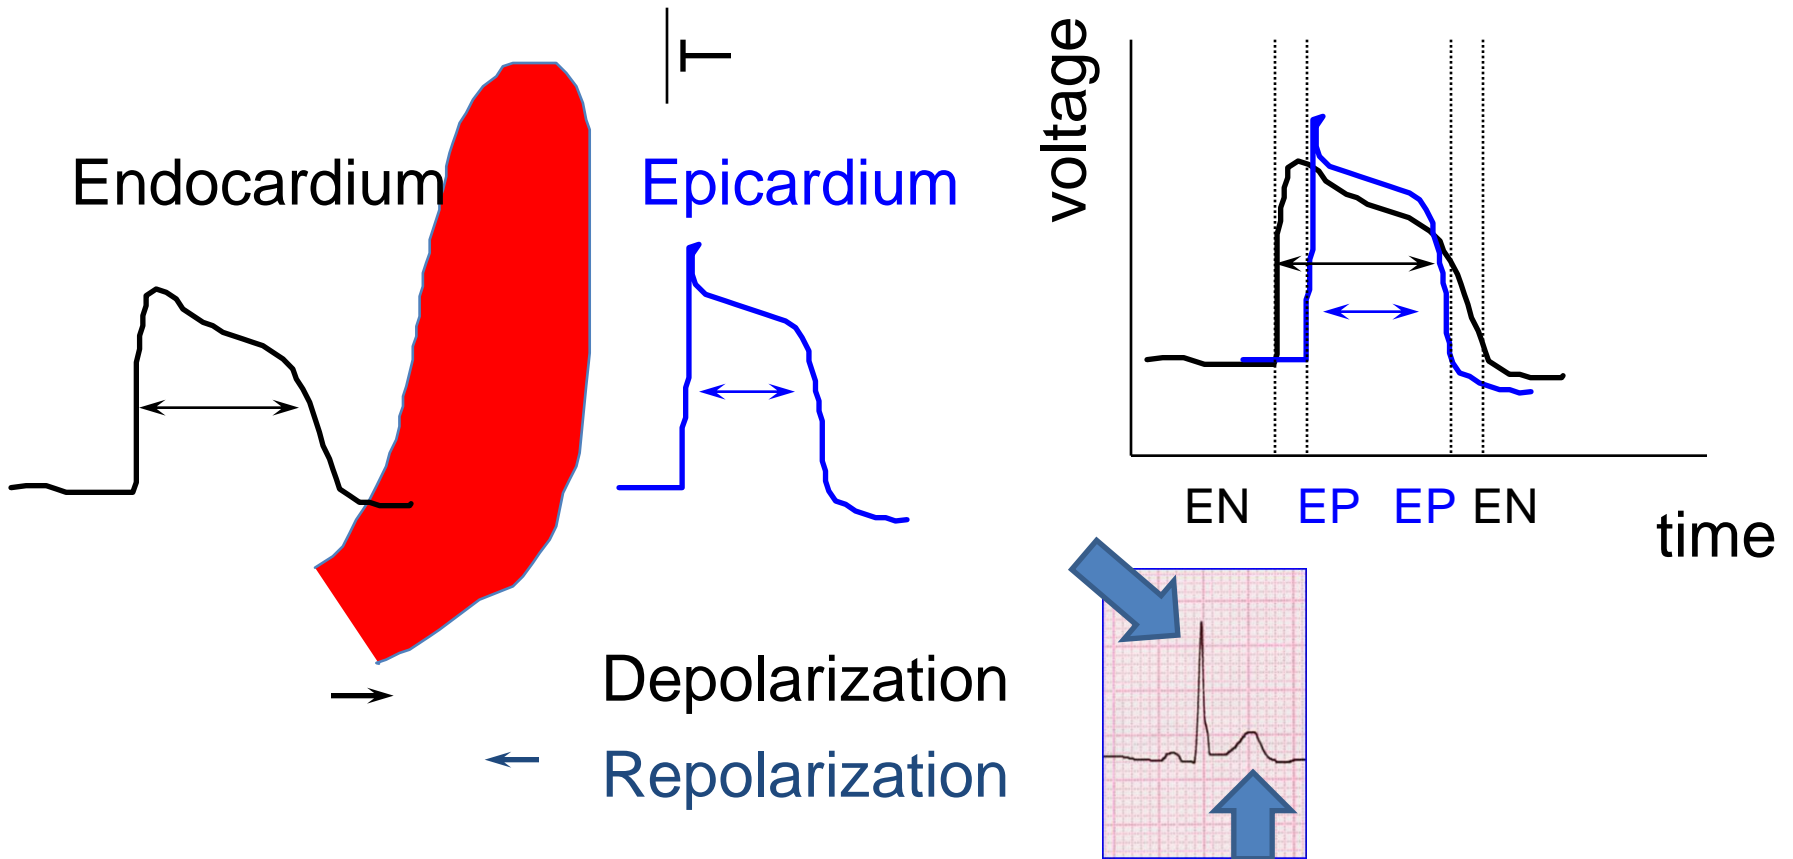 T
voltage
Endocardium
Epicardium
EN EP EP EN
time
Depolarization
Repolarization